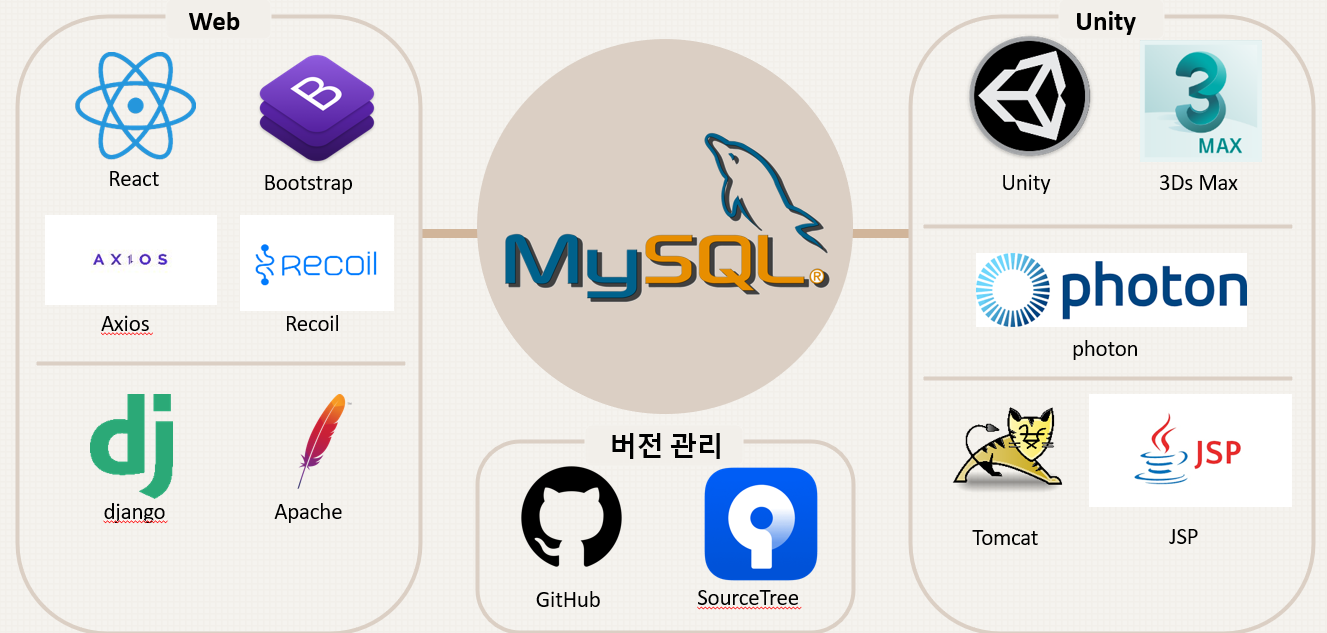 Web
React
Bootstrap
AXIOS
Recoil
Axios
Recoil
dj
django
Apache
MySQL®
버전 관리
GitHub
SourceTree
Unity
3
MAX
Unity
3Ds Max
photon
photon
JSP
Tomcat
JSP